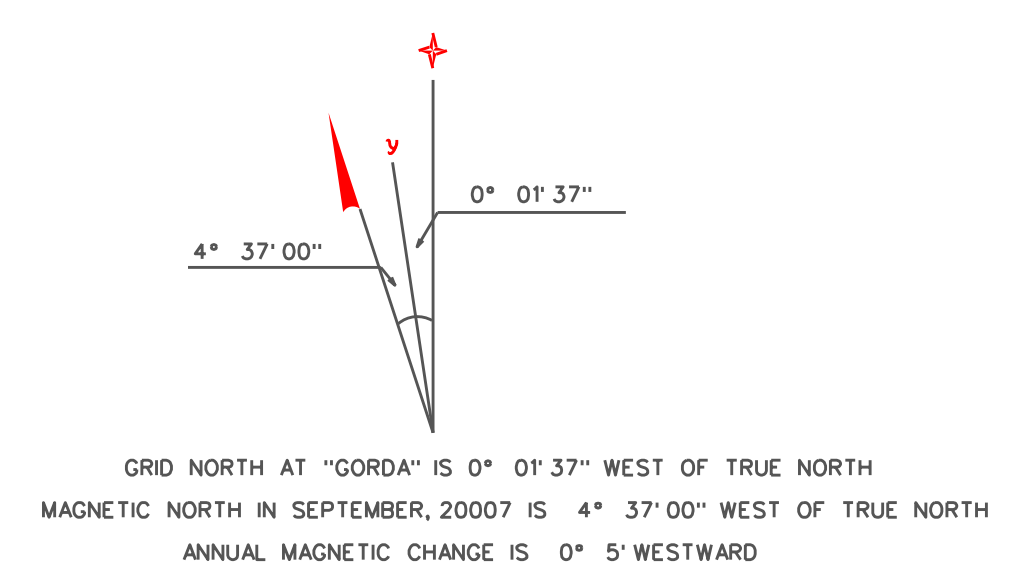 y
0° 01' 37"
4° 37' 00"
GRID NORTH AT "GORDA" IS 0° 01' 37" WEST OF TRUE NORTH
MAGNETIC NORTH IN SEPTEMBER, 20007 IS 4° 37' 00" WEST OF TRUE NORTH
ANNUAL MAGNETIC CHANGE IS 0° 5' WESTWARD